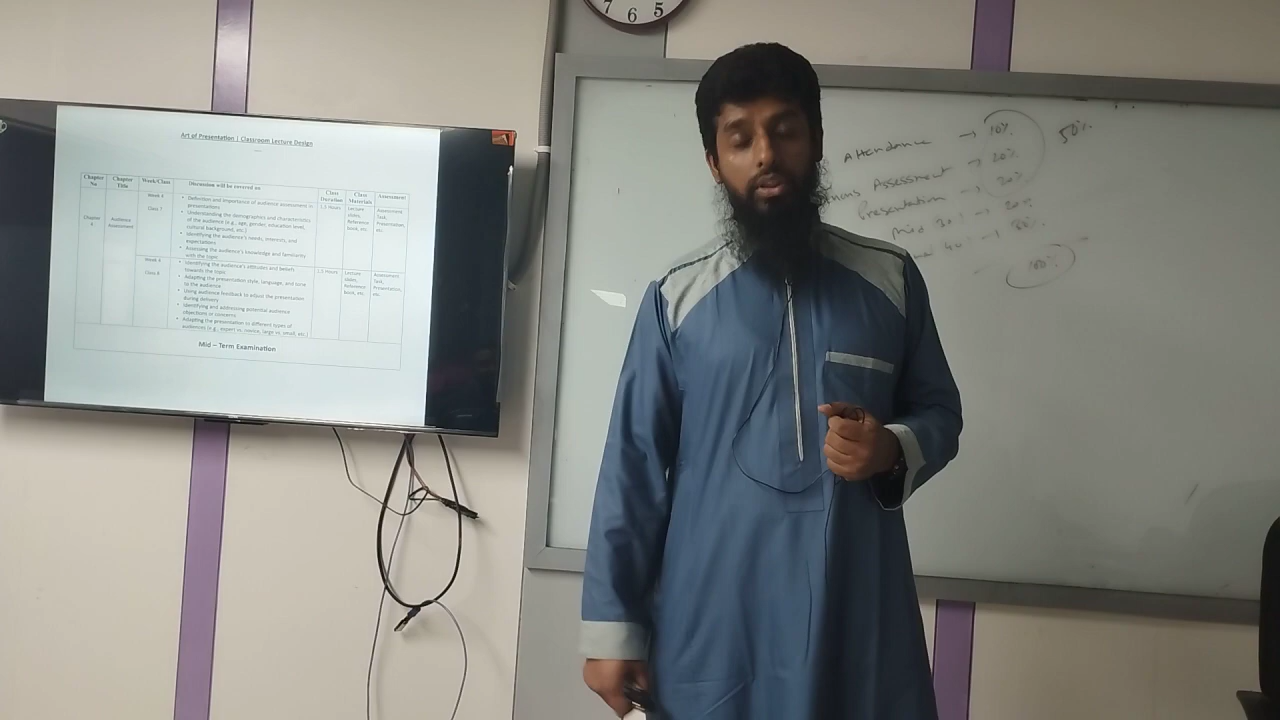 7 6 5
Art of Presentation | Classroom Lecture Design
Chapter No
Chapter Title
Week/Class
Discussion will be covered on
Class Duration
Class Materials
Assessment
Chapter
4
Audience Assessment
Week 4
Class 7
• Definition and importance of audience assessment in
presentations
• Understanding the demographics and characteristics
of the audience (e.g., age, gender, education level,
cultural background, etc.)
• Identifying the audience's needs, interests, and
expectations
• Assessing the audience's knowledge and familiarity
with the topic
1.5 Hours
Lecture
slides,
Reference
book, etc.
Assessment
Task,
Presentation,
etc.
Week 4
Class 8
• Identifying the audience's attitudes and beliefs
towards the topic
• Adapting the presentation style, language, and tone
to the audience
• Using audience feedback to adjust the presentation
during delivery
• Identifying and addressing potential audience
objections or concerns
• Adapting the presentation to different types of
audiences (e.g., expert vs. novice, large vs. small, etc.)
1.5 Hours
Lecture
slides,
Reference
book, etc.
Assessment
Task,
Presentation,
etc.
Mid – Term Examination
Attendance → 10% 50%
Assessment → 20%
Presentation → 20%
Mid 30% → 20%
40% →
100%